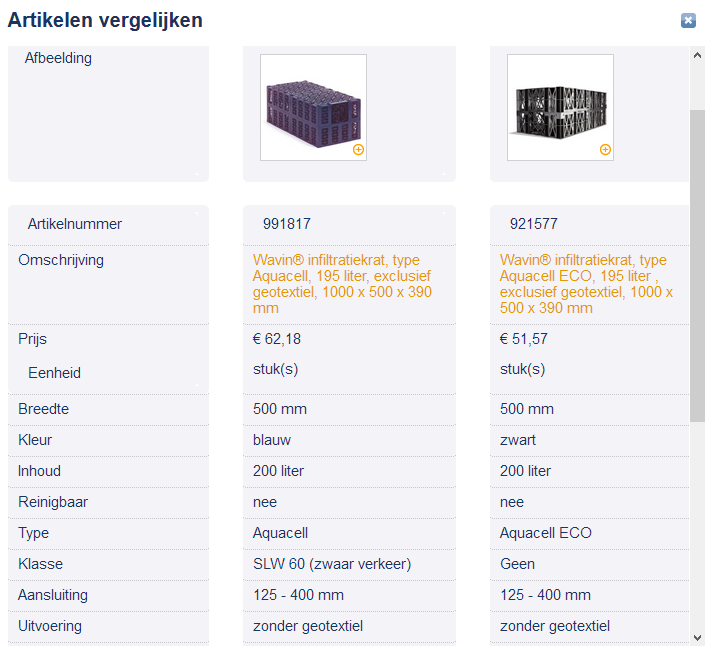 Artikelen vergelijken
Afbeelding
Artikelnummer 991817 921577
Omschrijving Wavin® infiltratiekrat, type Wavin® infiltratiekrat, type
Aquacell, 195 liter, exclusief Aquacell ECO, 195 liter ,
geotextiel, 1000 x 500 x 390 exclusief geotextiel, 1000 x
mm 500 x 390 mm
Prijs € 62,18 € 51,57
Eenheid stuk(s) stuk(s)
Breedte 500 mm 500 mm
Kleur blauw zwart
Inhoud 200 liter 200 liter
Reinigbaar nee nee
Type Aquacell Aquacell ECO
Klasse SLW 60 (zwaar verkeer) Geen
Aansluiting 125 - 400 mm 125 - 400 mm
Uitvoering zonder geotextiel zonder geotextiel